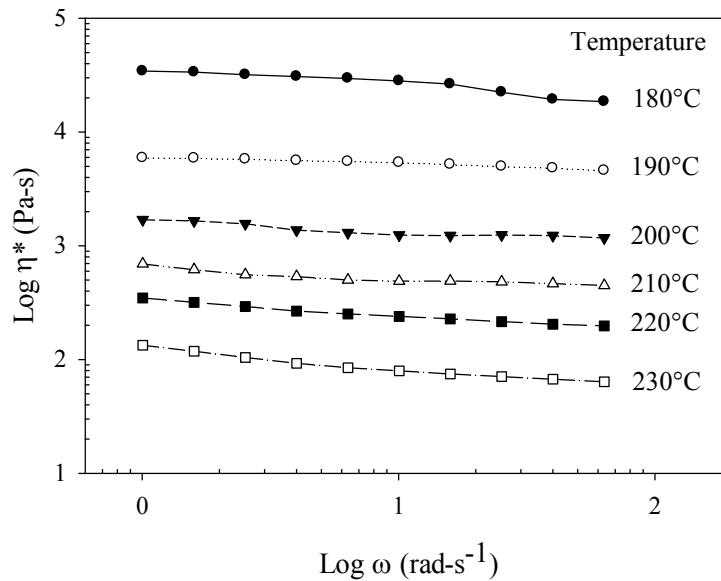 5
Temperature
180°C
4
190°C
Log η* (Pa-s)
3
200°C
210°C
220°C
2
230°C
1
0 1 2
Log ω (rad-s-1)